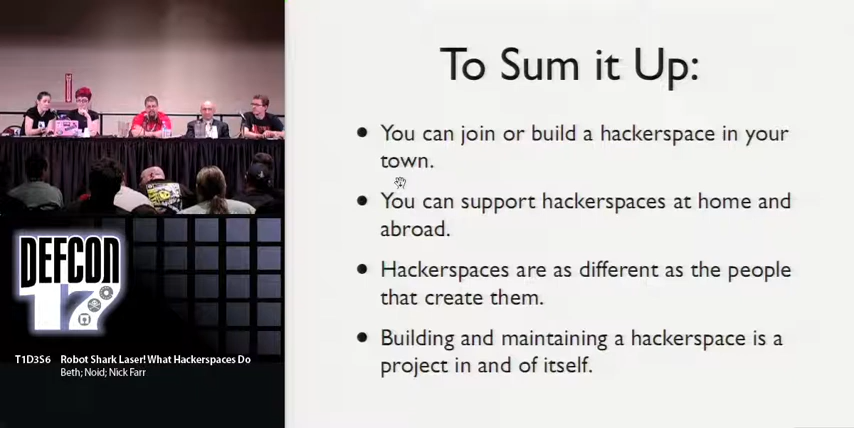 To Sum it Up:
• You can join or build a hackerspace in your
town.
• You can support hackerspaces at home and
abroad.
• Hackerspaces are as different as the people
that create them.
• Building and maintaining a hackerspace is a
project in and of itself.
DEFCON
17
T1D3S6 Robot Shark Laser! What Hackerspaces Do
Beth; Noid; Nick Farr